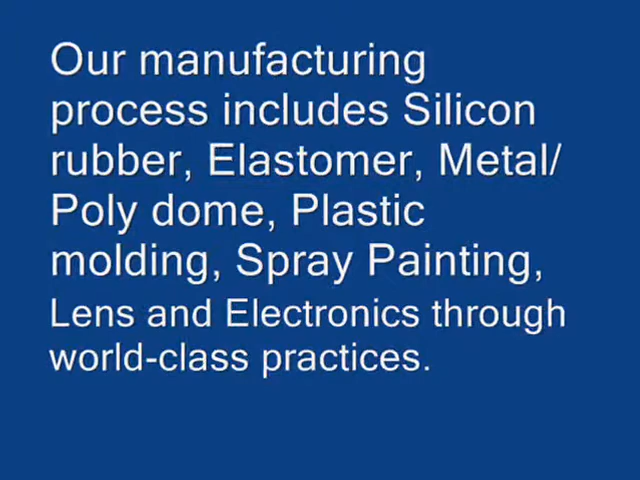 Our manufacturing
process includes Silicon
rubber, Elastomer, Metal/
Poly dome, Plastic
molding, Spray Painting,
Lens and Electronics through
world-class practices.